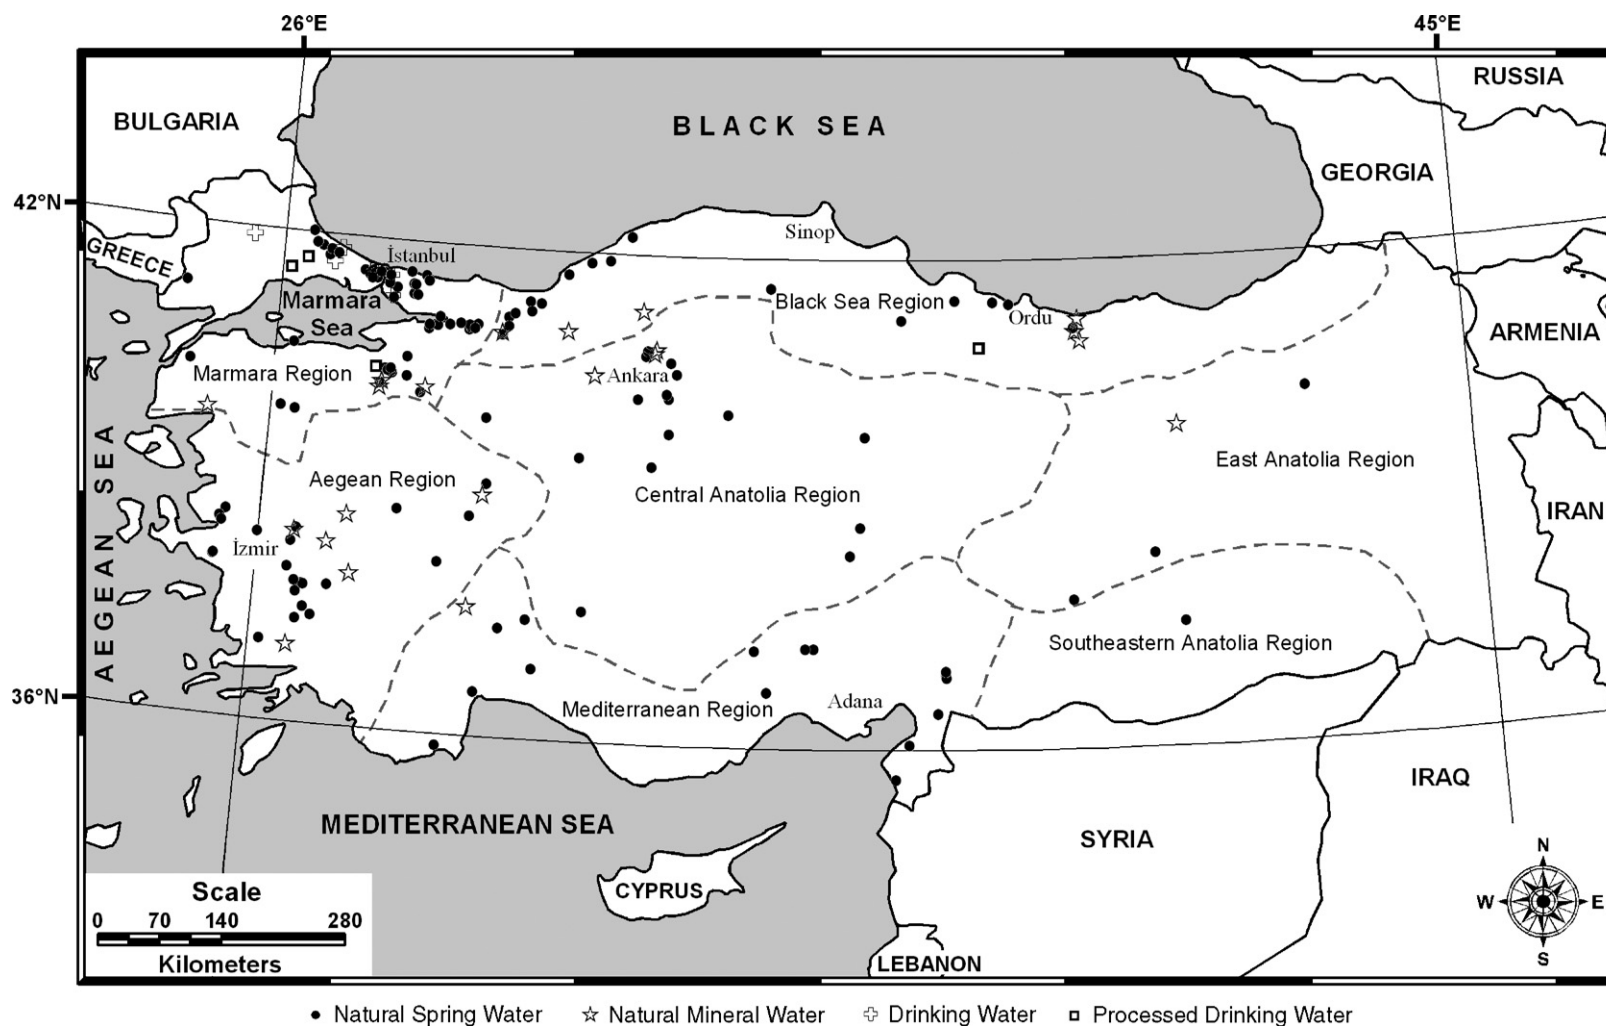 26°E
45°E
RUSSIA
BULGARIA
BLACK SEA
GEORGIA
42°N
Sinop
GREECE
İstanbul
Marmara
Sea
Black Sea Region
Ordu
ARMENIA
Marmara Region
Ankara
AEGEAN SEA
Aegean Region
Central Anatolia Region
East Anatolia Region
IRAN
İzmir
Southeastern Anatolia Region
36°N
Mediterranean Region
Adana
IRAQ
MEDITERRANEAN SEA
SYRIA
CYPRUS
Scale
0 70 140 280
Kilometers
N
W E
S
LEBANON
Natural Spring Water Natural Mineral Water Drinking Water Processed Drinking Water